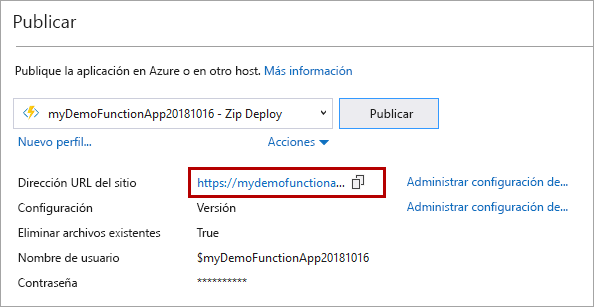 Publicar
Publique la aplicación en Azure o en otro host. Más información
myDemoFunctionApp20181016 - Zip Deploy Publicar
Nuevo perfil... Acciones
Dirección URL del sitio https://mydemofunctiona... Administrar configuración de...
Configuración Versión Administrar configuración de...
Eliminar archivos existentes True
Nombre de usuario $myDemoFunctionApp20181016
Contraseña **********